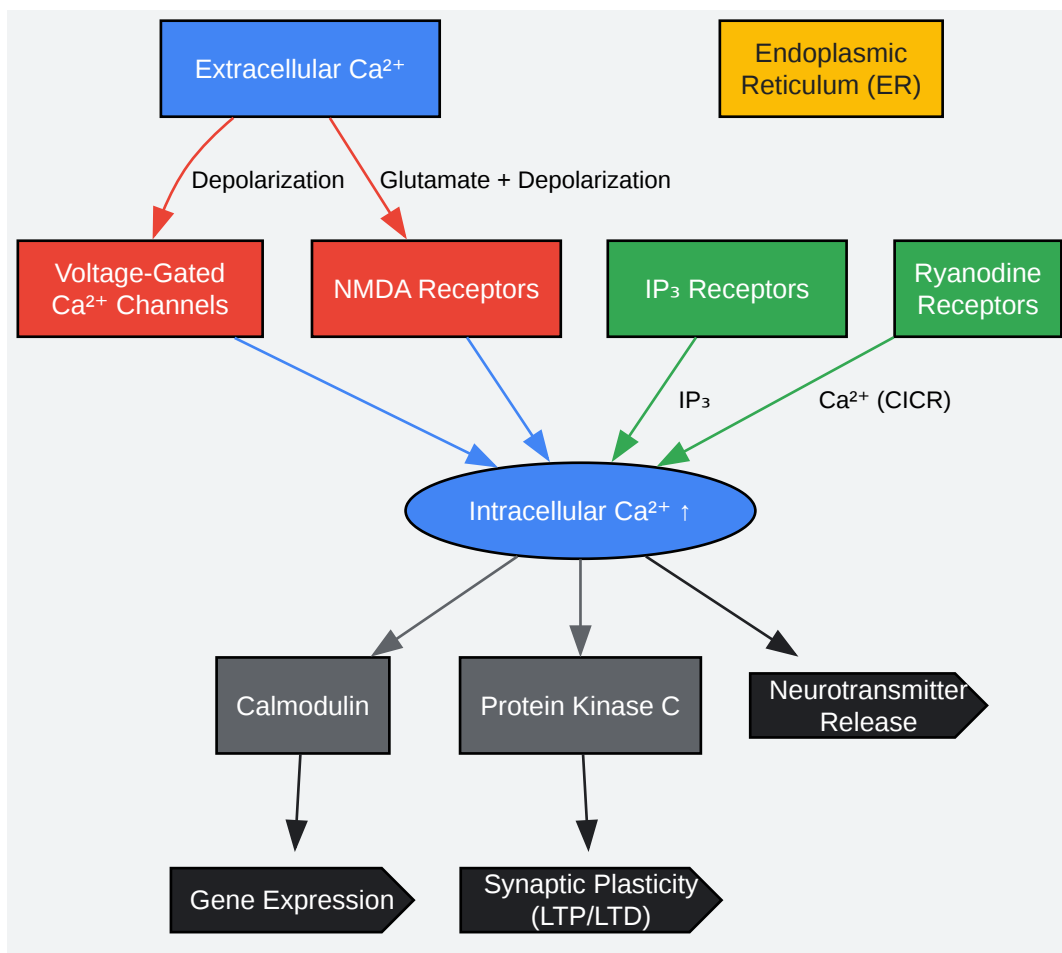 Extracellular Ca²⁺
Endoplasmic
Reticulum (ER)
Depolarization
Glutamate + Depolarization
Voltage-Gated
Ca²⁺ Channels
NMDA Receptors
IP₃ Receptors
Ryanodine
Receptors
IP₃
Ca²⁺ (CICR)
Intracellular Ca²⁺ ↑
Calmodulin
Protein Kinase C
Neurotransmitter
Release
Gene Expression
Synaptic Plasticity
(LTP/LTD)